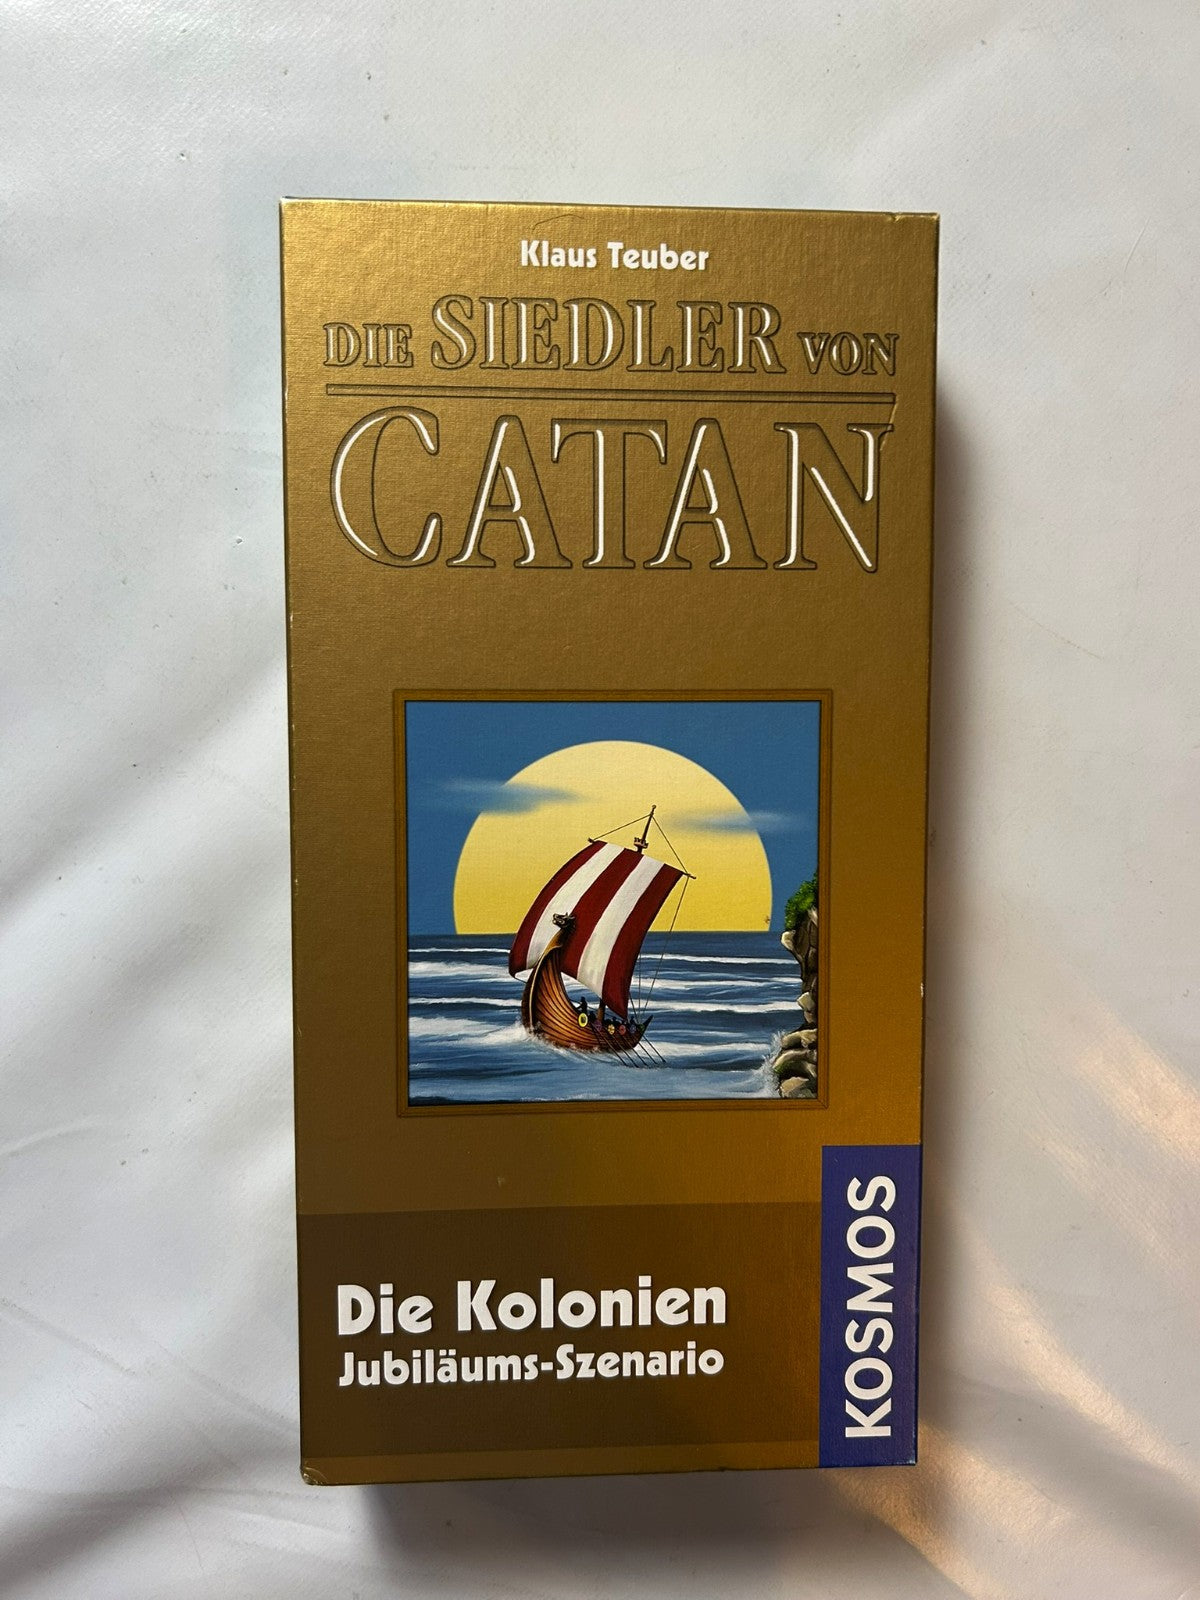 Klaus Teuber
DIE SIEDLER VON
CATAN
Die Kolonien
Jubiläums-Szenario
KOSMOS